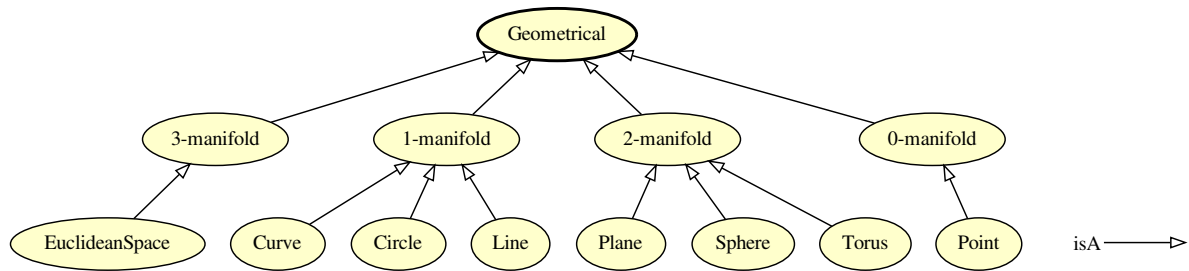 Geometrical
3-manifold 1-manifold 2-manifold 0-manifold
EuclideanSpace Curve Circle Line Plane Sphere Torus Point isA